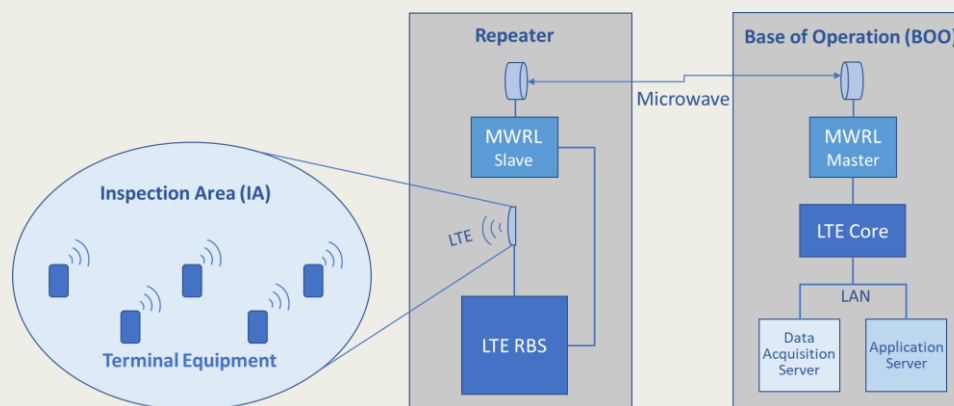 Repeater
Base of Operation (BOO)
Microwave
MWRL
Slave
MWRL
Master
Inspection Area (IA)
LTE
LTE Core
LAN
Terminal Equipment
LTE RBS
Data
Acquisition
Server
Application
Server